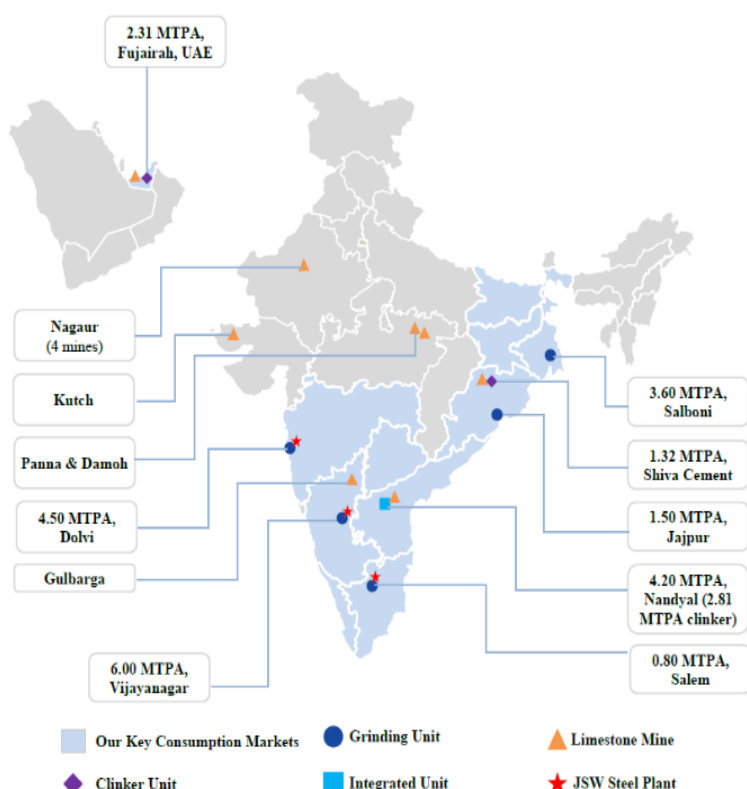 2.31 MTPA,
Fujairah, UAE
Nagaur
(4 mines)
Kutch
Panna & Damoh
4.50 MTPA,
Dolvi
Gulbarga
6.00 MTPA,
Vijayanagar
3.60 MTPA,
Salboni
1.32 MTPA,
Shiva Cement
1.50 MTPA,
Jajpur
4.20 MTPA,
Nandyal (2.81
MTPA clinker)
0.80 MTPA,
Salem
Our Key Consumption Markets
Grinding Unit
Limestone Mine
Clinker Unit
Integrated Unit
JSW Steel Plant